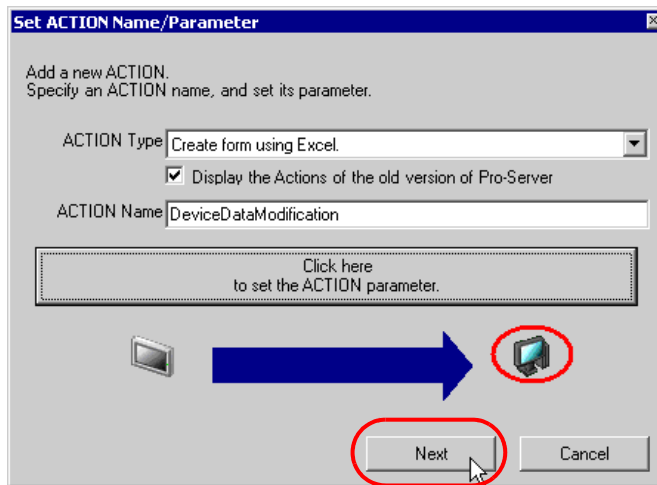 Set ACTION Name/Parameter
Add a new ACTION.
Specify an ACTION name, and set its parameter.
ACTION Type Create form using Excel.
Display the Actions of the old version of Pro-Server
ACTION Name DeviceDataModification
Click here
to set the ACTION parameter.
Next Cancel